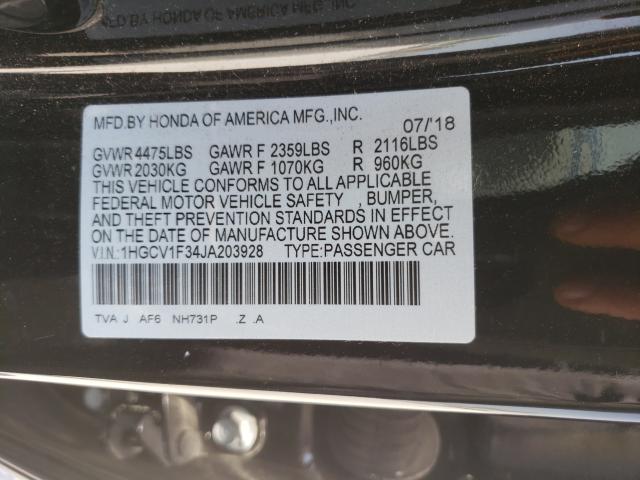 MFD.BY HONDA OF AMERICA MFG.,INC. 07/'18
GVWR 4475LBS GAWR F 2359LBS R 2116LBS
GVWR 2030KG GAWR F 1070KG R 960KG
THIS VEHICLE CONFORMS TO ALL APPLICABLE
FEDERAL MOTOR VEHICLE SAFETY , BUMPER,
AND THEFT PREVENTION STANDARDS IN EFFECT
ON THE DATE OF MANUFACTURE SHOWN ABOVE.
V.I.N.:1HGCV1F34JA203928 TYPE:PASSENGER CAR
TVA J AF6 NH731P .Z .A